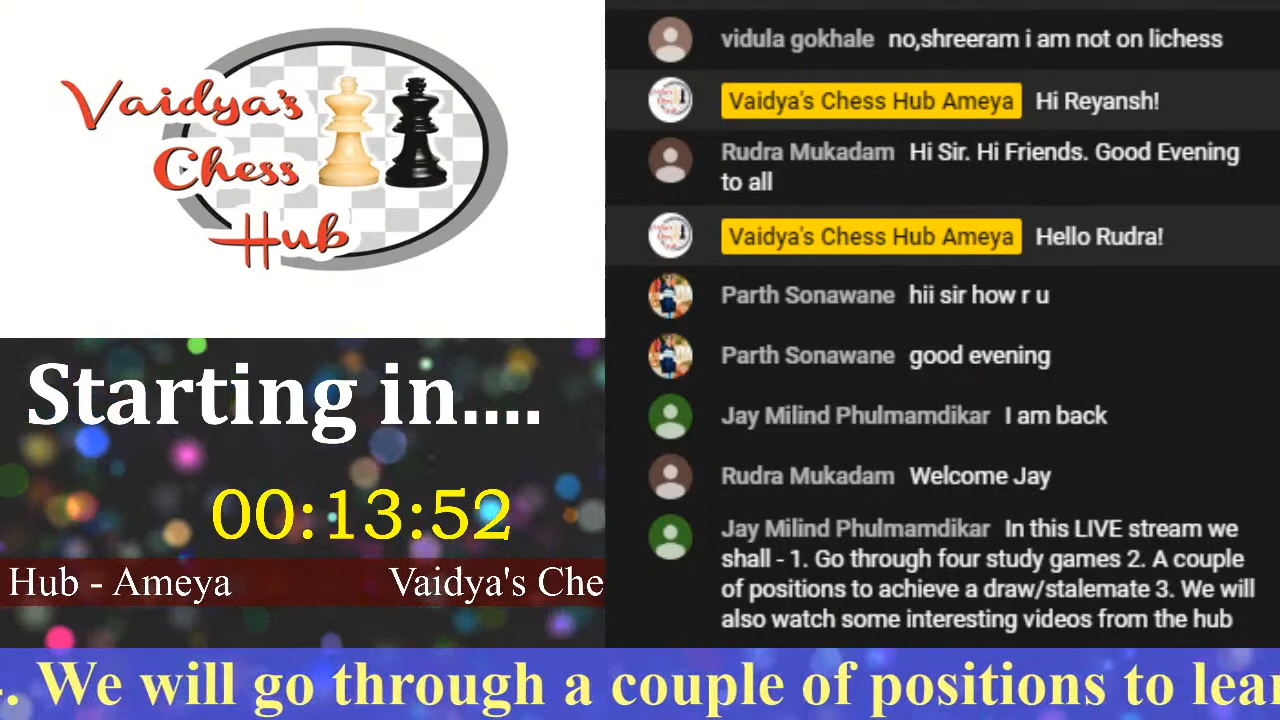 Vaidya's
Chess
Hub
Starting in....
00:13:52
Hub - Ameya Vaidya's Che
vidula gokhale no,shreeram i am not on lichess
Vaidya's Chess Hub Ameya Hi Reyansh!
Rudra Mukadam Hi Sir. Hi Friends. Good Evening
to all
Vaidya's Chess Hub Ameya Hello Rudra!
Parth Sonawane hii sir how r u
Parth Sonawane good evening
Jay Milind Phulmamdikar I am back
Rudra Mukadam Welcome Jay
Jay Milind Phulmamdikar In this LIVE stream we
shall - 1. Go through four study games 2. A couple
of positions to achieve a draw/stalemate 3. We will
also watch some interesting videos from the hub
. We will go through a couple of positions to lear